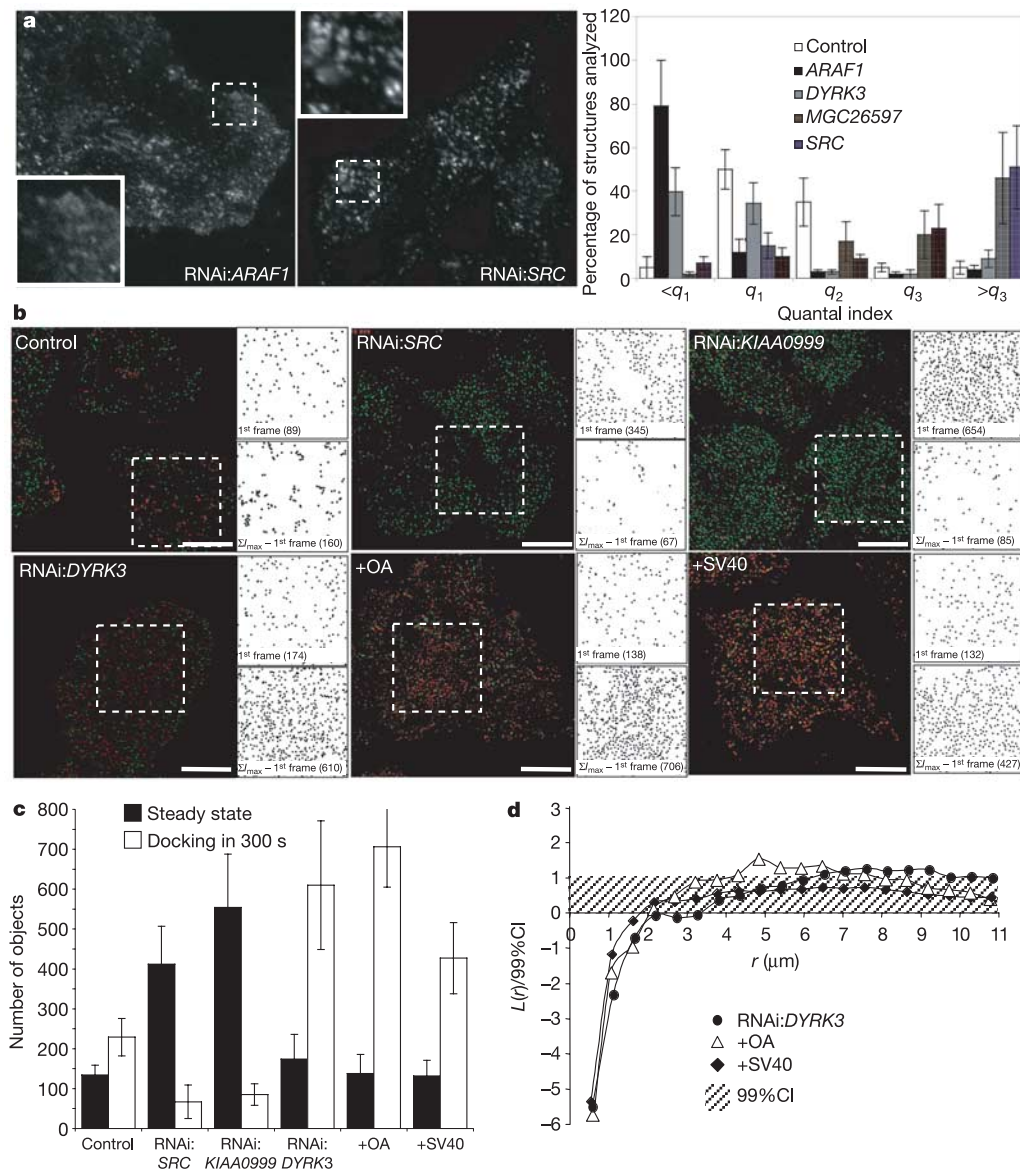 a
RNAi:ARAF1
RNAi:SRC
Percentage of structures analyzed
120
100
80
60
40
20
0
Control
ARAF1
DYRK3
MGC26597
SRC
<q1
q1
q2
q3
>q3
Quantal index
b
Control
1st frame (89)
ΣImax – 1st frame (160)
RNAi:SRC
1st frame (345)
ΣImax – 1st frame (67)
RNAi:KIAA0999
1st frame (654)
ΣImax – 1st frame (85)
RNAi:DYRK3
1st frame (174)
ΣImax – 1st frame (610)
+OA
1st frame (138)
ΣImax – 1st frame (706)
+SV40
1st frame (132)
ΣImax – 1st frame (427)
c
Number of objects
800
700
600
500
400
300
200
100
0
Steady state
Docking in 300 s
Control
RNAi:
SRC
RNAi:
KIAA0999
RNAi:
DYRK3
+OA
+SV40
d
L(r)/99%CI
3
2
1
0
–1
–2
–3
–4
–5
–6
0 1 2 3 4 5 6 7 8 9 10 11
r (μm)
RNAi:DYRK3
+OA
+SV40
99%CI